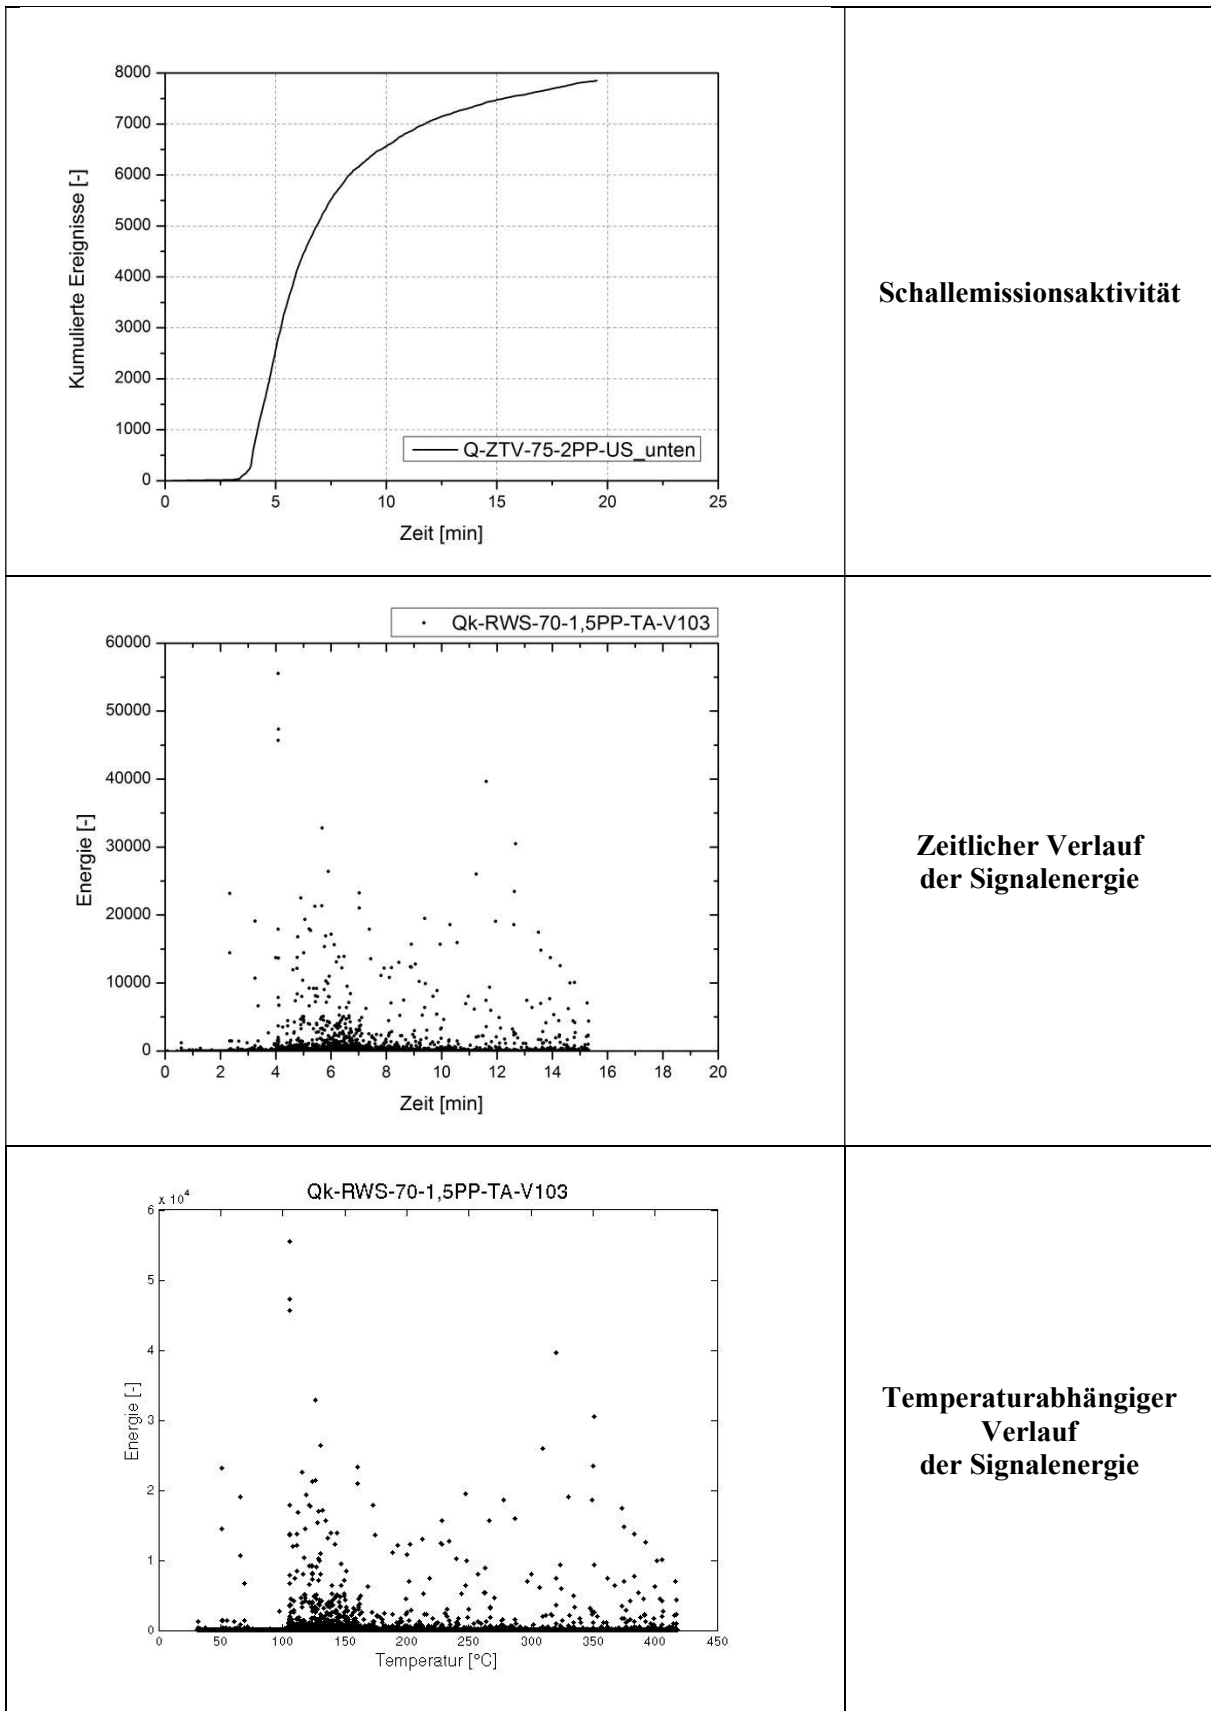 8000
7000
6000
5000
4000
3000
2000
1000
0
Kumulierte Ereignisse [-]
Q-ZTV-75-2PP-US_unten
0 5 10 15 20 25
Zeit [min]
Schallemissionsaktivität
Qk-RWS-70-1,5PP-TA-V103
60000
50000
40000
30000
20000
10000
0
Energie [-]
0 2 4 6 8 10 12 14 16 18 20
Zeit [min]
Zeitlicher Verlauf
der Signalenergie
Qk-RWS-70-1,5PP-TA-V103
x 10⁴
6
5
4
3
2
1
0
Energie [-]
0 50 100 150 200 250 300 350 400 450
Temperatur [°C]
Temperaturabhängiger
Verlauf
der Signalenergie